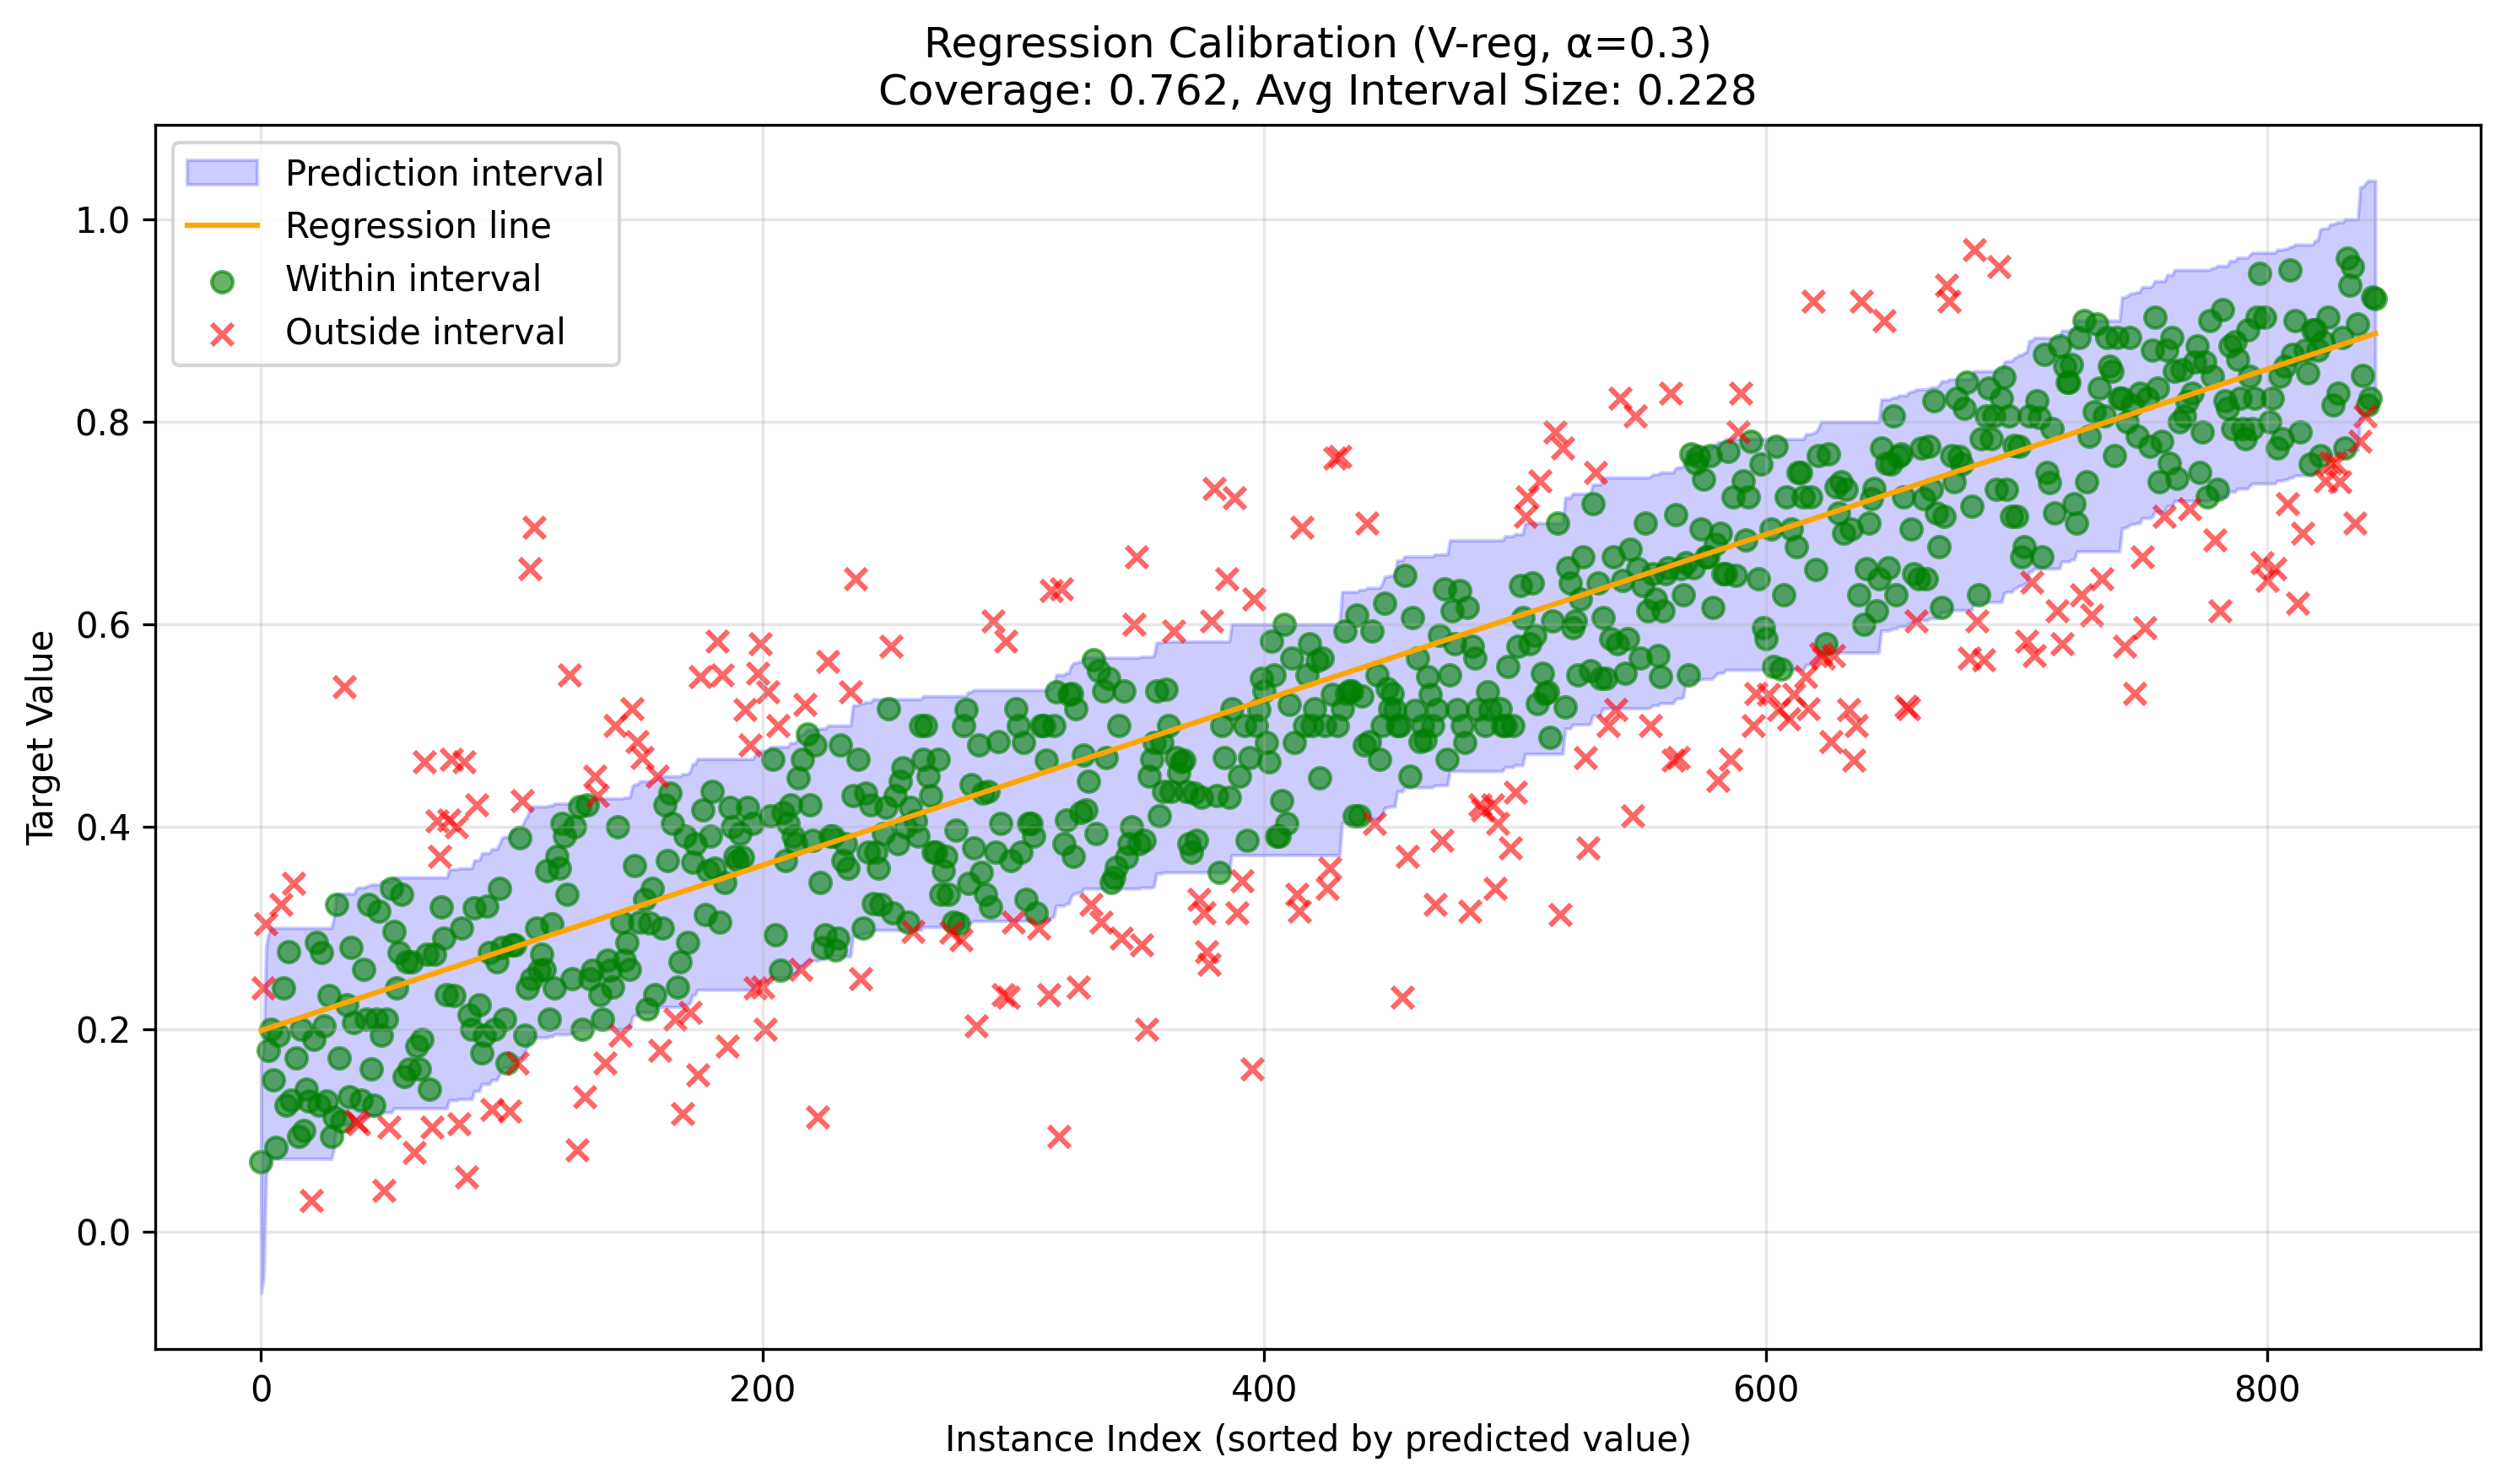 Regression Calibration (V-reg, α=0.3)
Coverage: 0.762, Avg Interval Size: 0.228
Prediction interval
Regression line
Within interval
Outside interval
Target Value
1.0
0.8
0.6
0.4
0.2
0.0
0 200 400 600 800
Instance Index (sorted by predicted value)